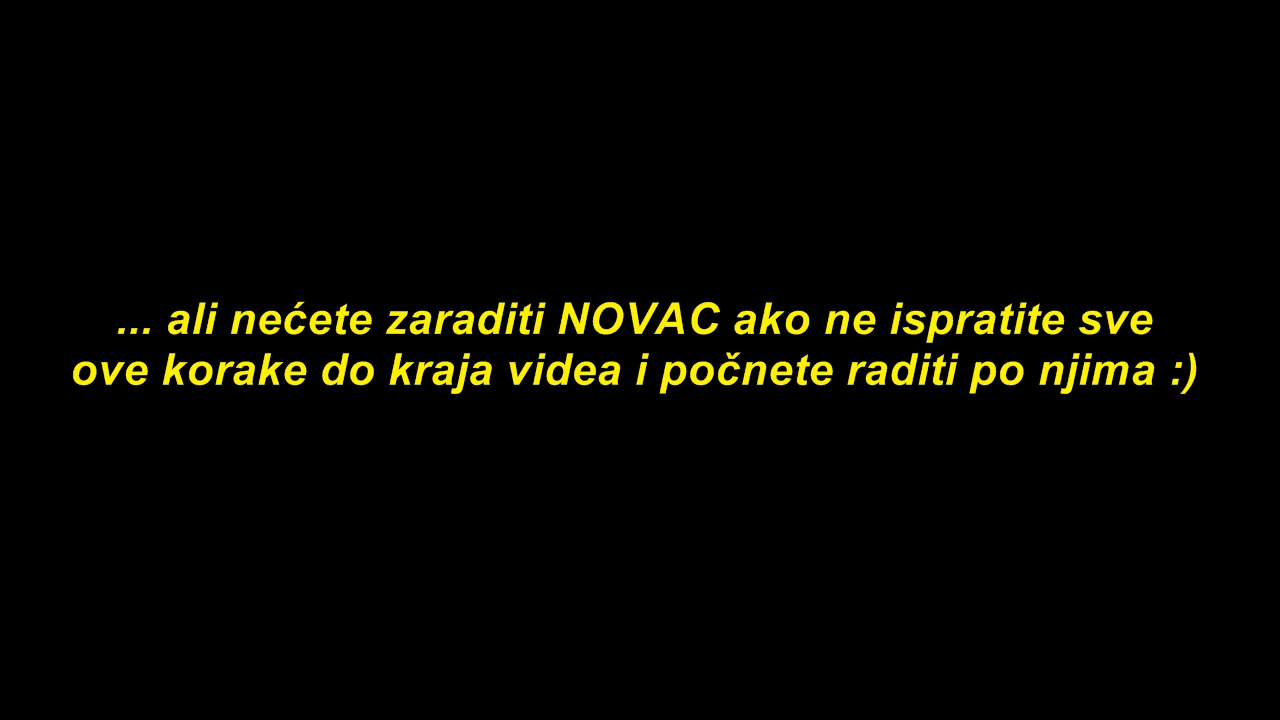 ... ali nećete zaraditi NOVAC ako ne ispratite sve
ove korake do kraja videa i počnete raditi po njima :)